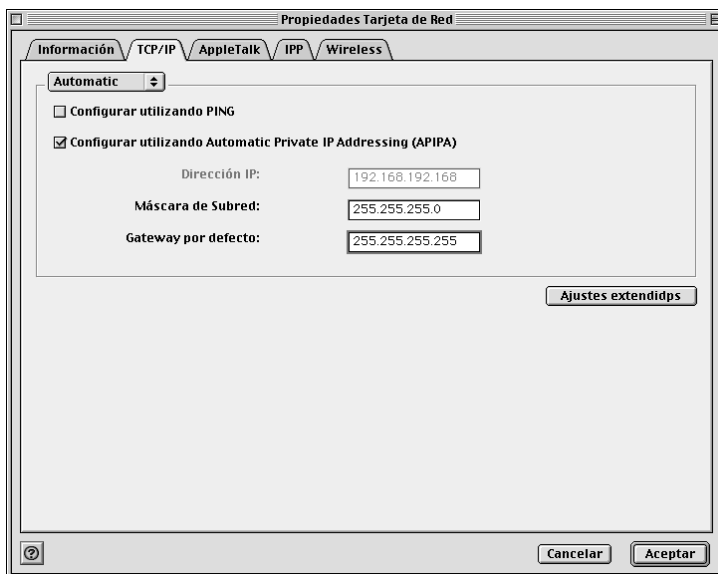 Propiedades Tarjeta de Red
Información TCP/IP AppleTalk IPP Wireless
Automatic
Configurar utilizando PING
Configurar utilizando Automatic Private IP Addressing (APIPA)
Dirección IP: 192.168.192.168
Máscara de Subred: 255.255.255.0
Gateway por defecto: 255.255.255.255
Ajustes extendidps
?
Cancelar Aceptar